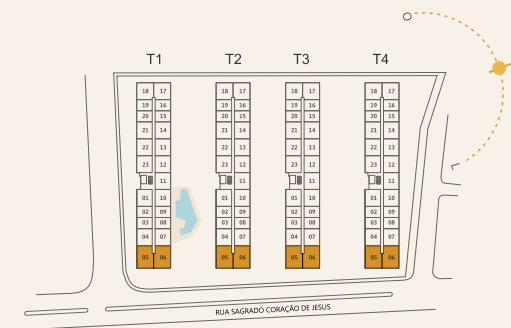 T1 T2 T3 T4
18 17 18 17 18 17 18 17
19 16 19 16 19 16 19 16
20 15 20 15 20 15 20 15
21 14 21 14 21 14 21 14
22 13 22 13 22 13 22 13
23 12 23 12 23 12 23 12
11 11 11 11
01 10 01 10 01 10 01 10
02 09 02 09 02 09 02 09
03 08 03 08 03 08 03 08
04 07 04 07 04 07 04 07
05 06 05 06 05 06 05 06
RUA SAGRADO CORAÇÃO DE JESUS